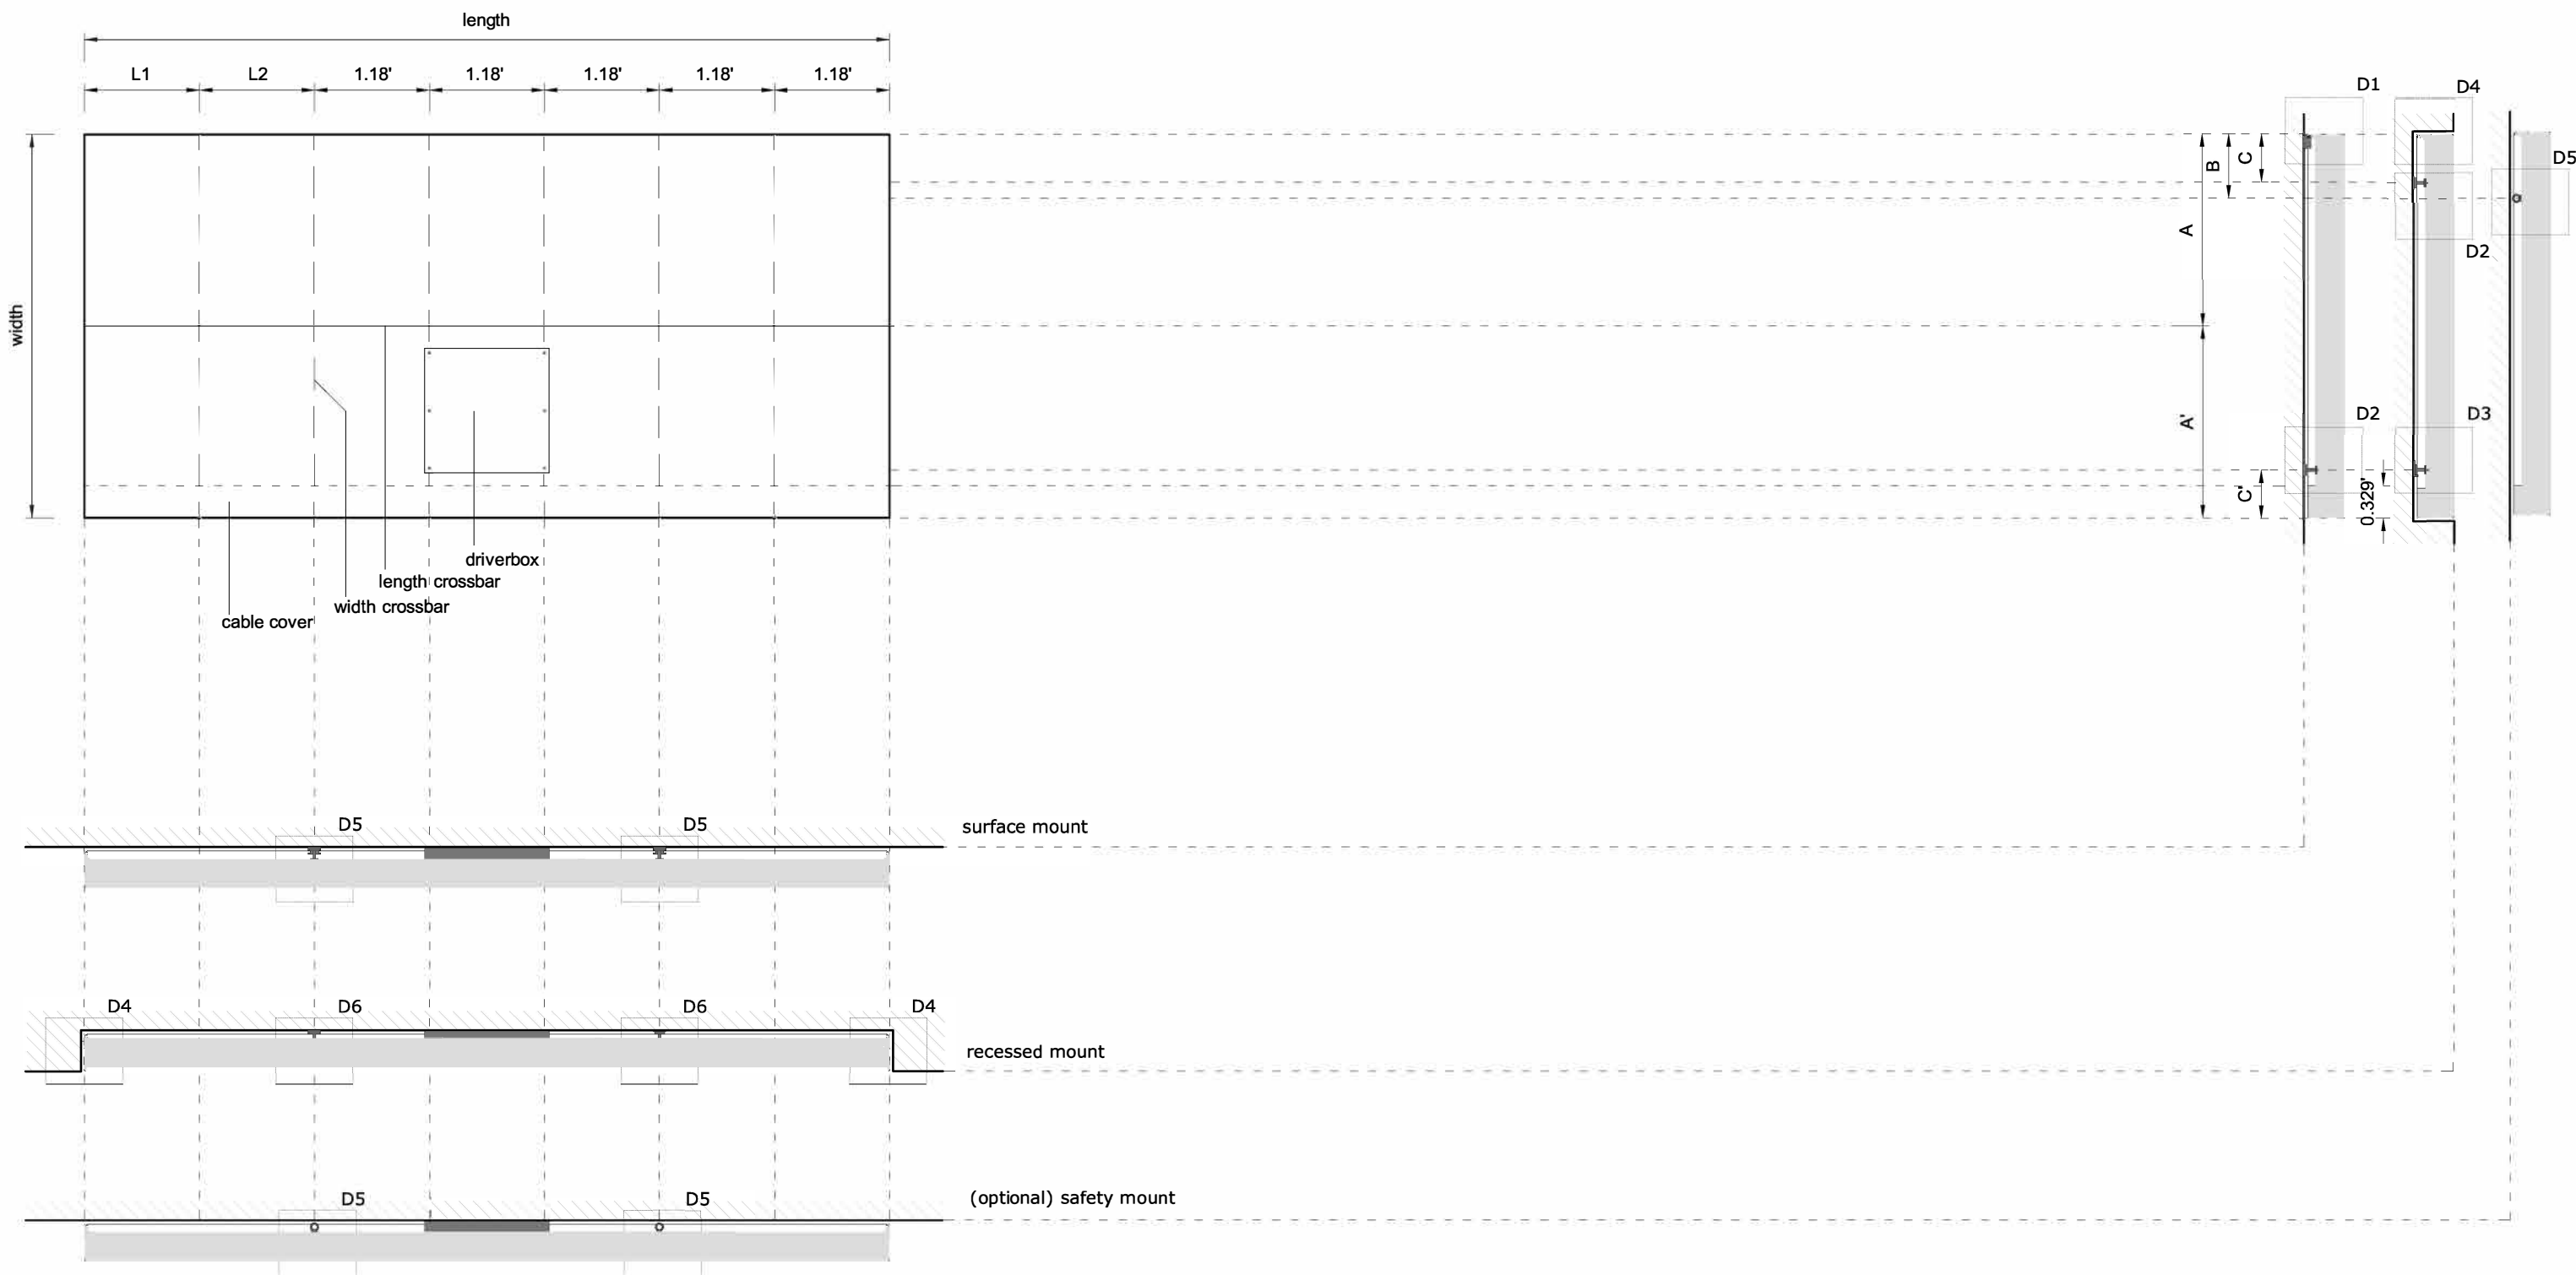 length
L1 L2 1.18' 1.18' 1.18' 1.18' 1.18'
D1 D4
D5
B C
A
D2
width
A'
D2 D3
C' 0.329'
driverbox
length crossbar
width crossbar
cable cover
D5 D5 surface mount
D4 D6 D6 D4
recessed mount
D5 D5 (optional) safety mount